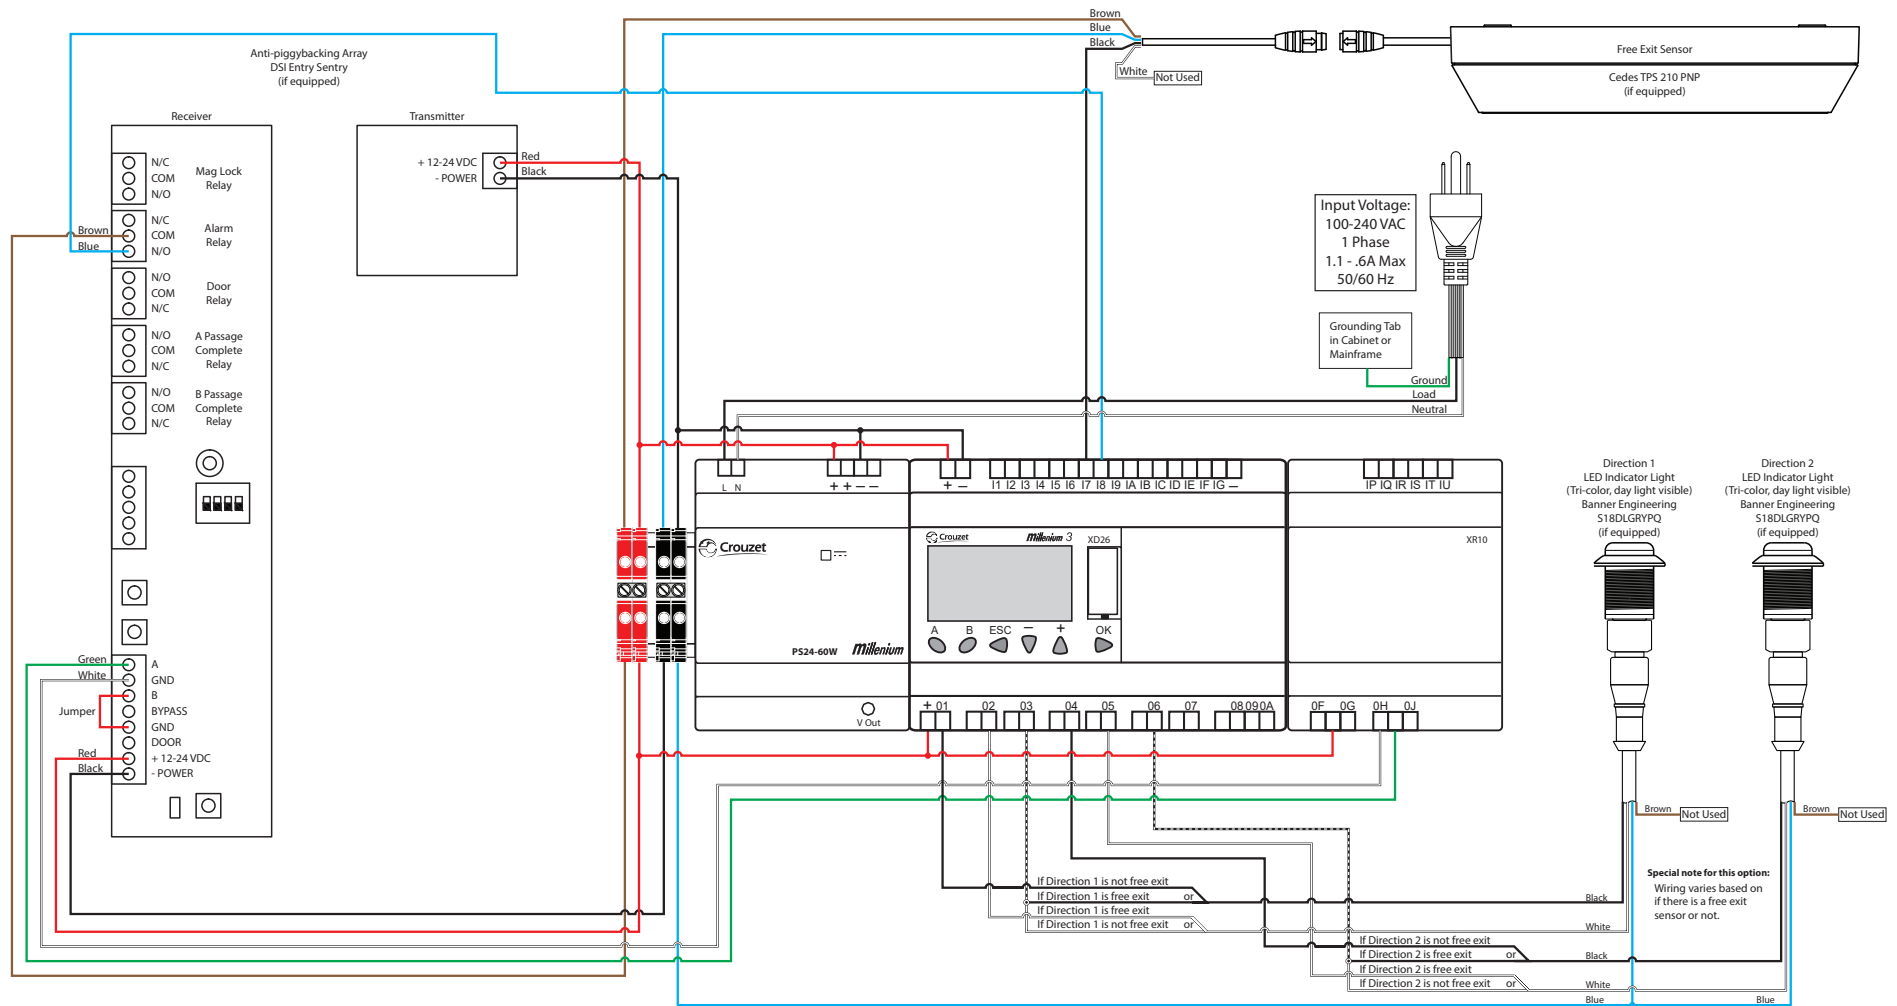 Brown
Blue
Black
White
Not Used
Free Exit Sensor
Cedes TPS 210 PNP
(if equipped)
Anti-piggybacking Array
DSI Entry Sentry
(if equipped)
Receiver
N/C
COM
N/O
Mag Lock
Relay
N/C
COM
N/O
Alarm
Relay
Brown
Blue
N/O
COM
N/C
Door
Relay
N/O
COM
N/C
A Passage
Complete
Relay
N/O
COM
N/C
B Passage
Complete
Relay
Green
White
Jumper
Red
Black
A
GND
B
BYPASS
GND
DOOR
+ 12-24 VDC
- POWER
Transmitter
+ 12-24 VDC
- POWER
Red
Black
Input Voltage:
100-240 VAC
1 Phase
1.1 - .6A Max
50/60 Hz
Grounding Tab
in Cabinet or
Mainframe
Ground
Load
Neutral
L N
+ + − −
+ −
I1 I2 I3 I4 I5 I6 I7 I8 I9 IA IB IC ID IE IF IG −
IP IQ IR IS IT IU
Crouzet
PS24-60W
Millenium
V Out
Crouzet
Millenium 3
XD26
A B ESC − + OK
XR10
+ 01 02 03 04 05 06 07 08 09 0A
0F 0G 0H 0J
Direction 1
LED Indicator Light
(Tri-color, day light visible)
Banner Engineering
S18DLGRYPQ
(if equipped)
Direction 2
LED Indicator Light
(Tri-color, day light visible)
Banner Engineering
S18DLGRYPQ
(if equipped)
Brown
Not Used
Brown
Not Used
Special note for this option:
Wiring varies based on
if there is a free exit
sensor or not.
If Direction 1 is not free exit
If Direction 1 is free exit or
If Direction 1 is free exit
If Direction 1 is not free exit or
Black
White
If Direction 2 is not free exit
If Direction 2 is free exit or
If Direction 2 is free exit
If Direction 2 is not free exit or
Black
White
Blue
Blue